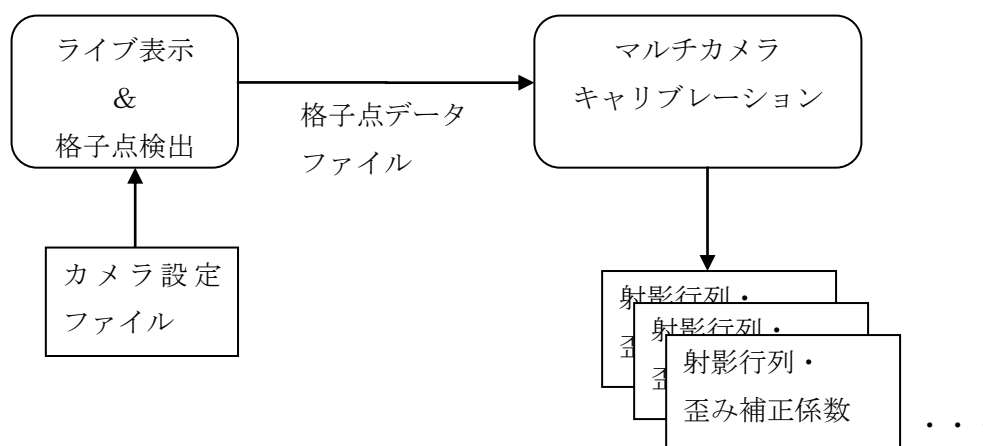 ライブ表示
&
格子点検出
格子点データ
ファイル
マルチカメラ
キャリブレーション
カメラ設定
ファイル
射影行列・
歪
射影行列・
歪
射影行列・
歪み補正係数
・・